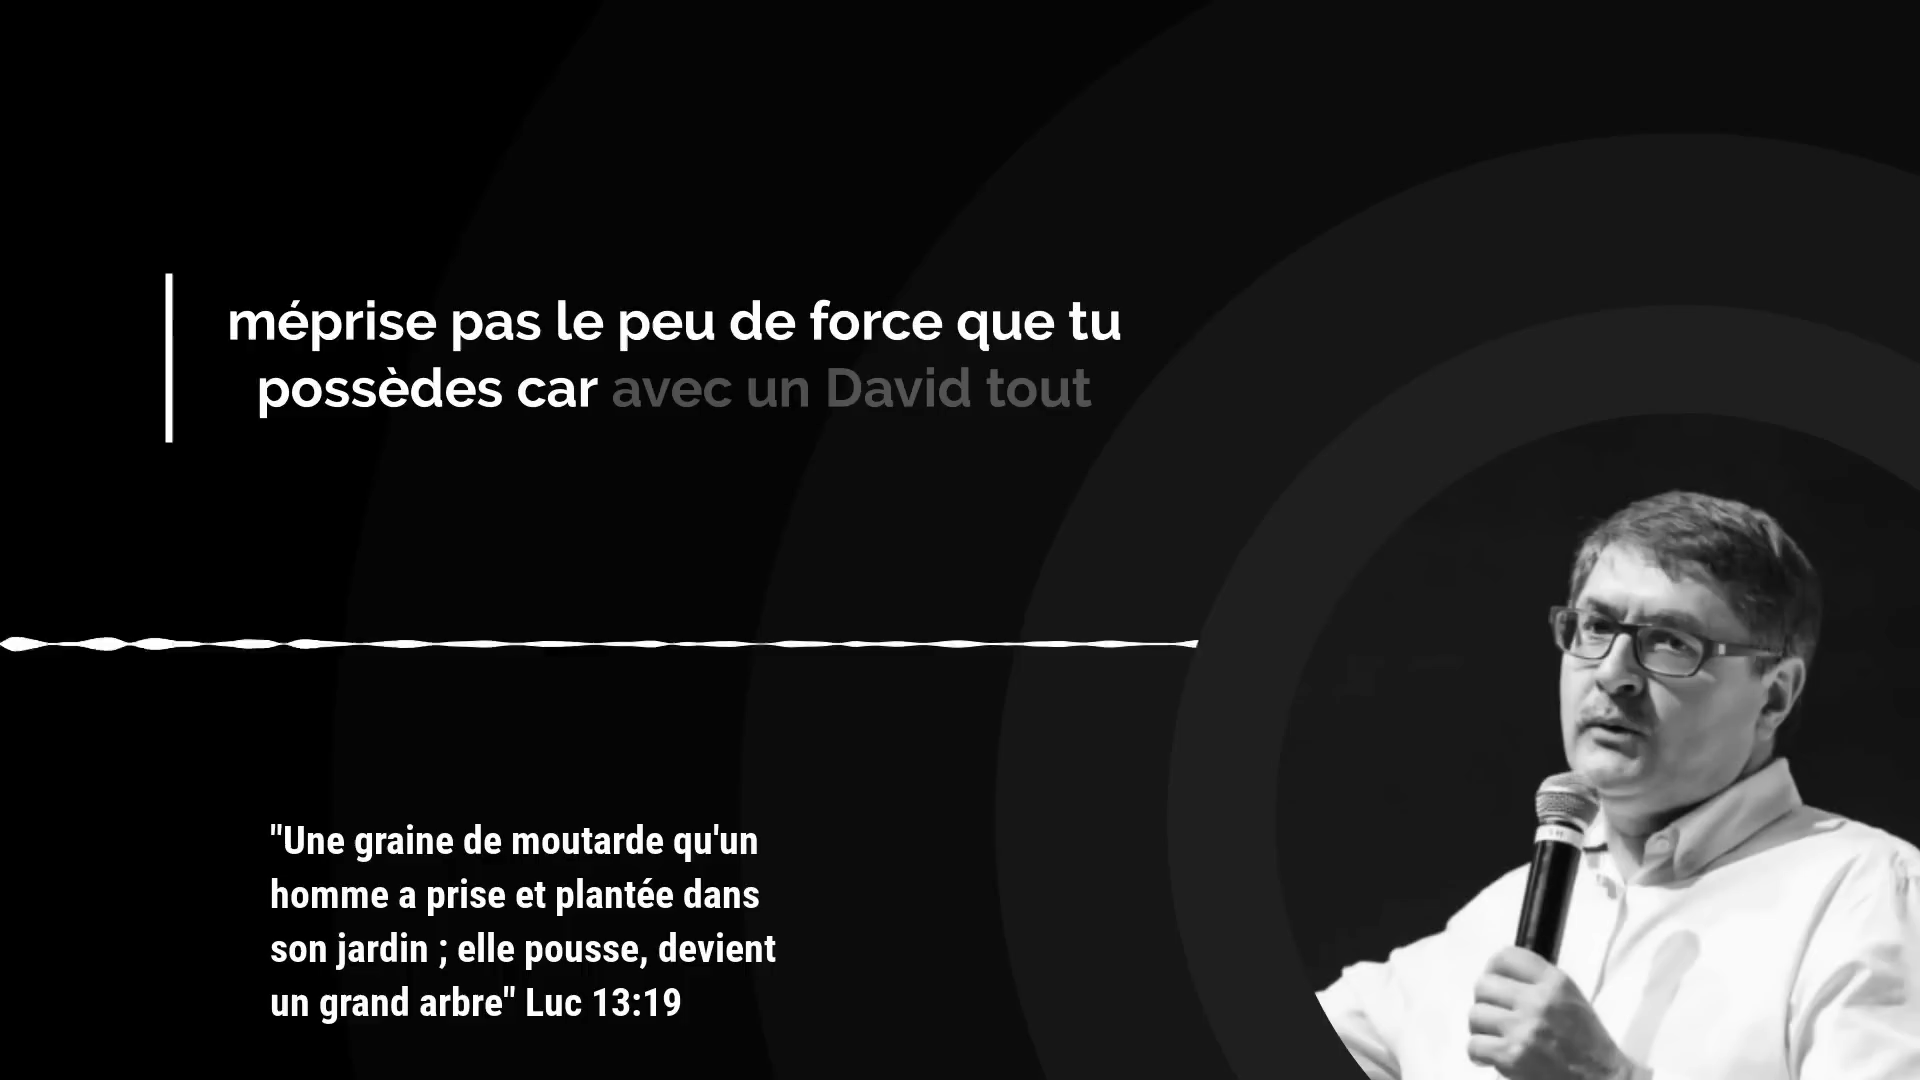 méprise pas le peu de force que tu
possèdes car avec un David tout
"Une graine de moutarde qu'un
homme a prise et plantée dans
son jardin ; elle pousse, devient
un grand arbre" Luc 13:19